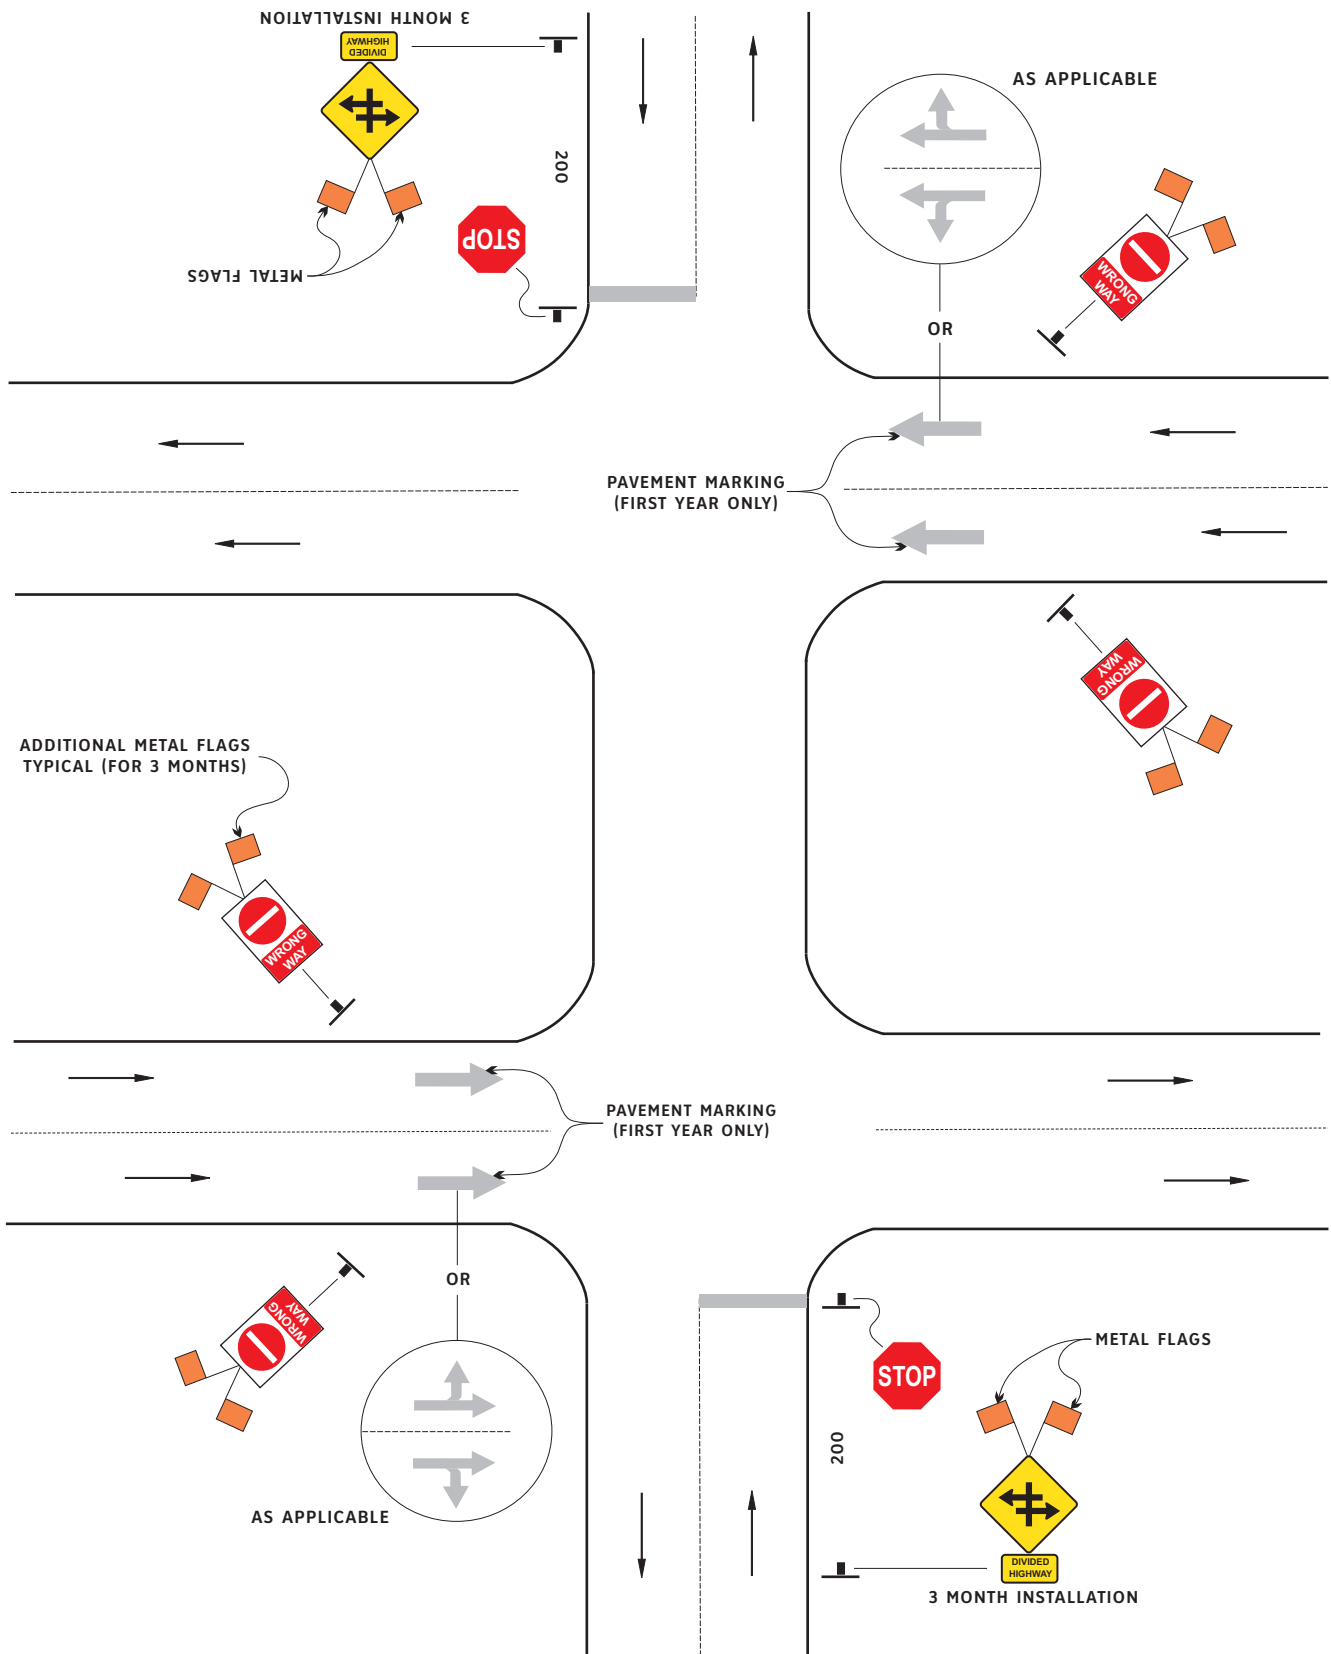 3 MONTH INSTALLATION
DIVIDED
HIGHWAY
AS APPLICABLE
200
STOP
METAL FLAGS
WRONG
WAY
OR
PAVEMENT MARKING
(FIRST YEAR ONLY)
WRONG
WAY
ADDITIONAL METAL FLAGS
TYPICAL (FOR 3 MONTHS)
WRONG
WAY
PAVEMENT MARKING
(FIRST YEAR ONLY)
OR
WRONG
WAY
METAL FLAGS
STOP
200
AS APPLICABLE
DIVIDED
HIGHWAY
3 MONTH INSTALLATION